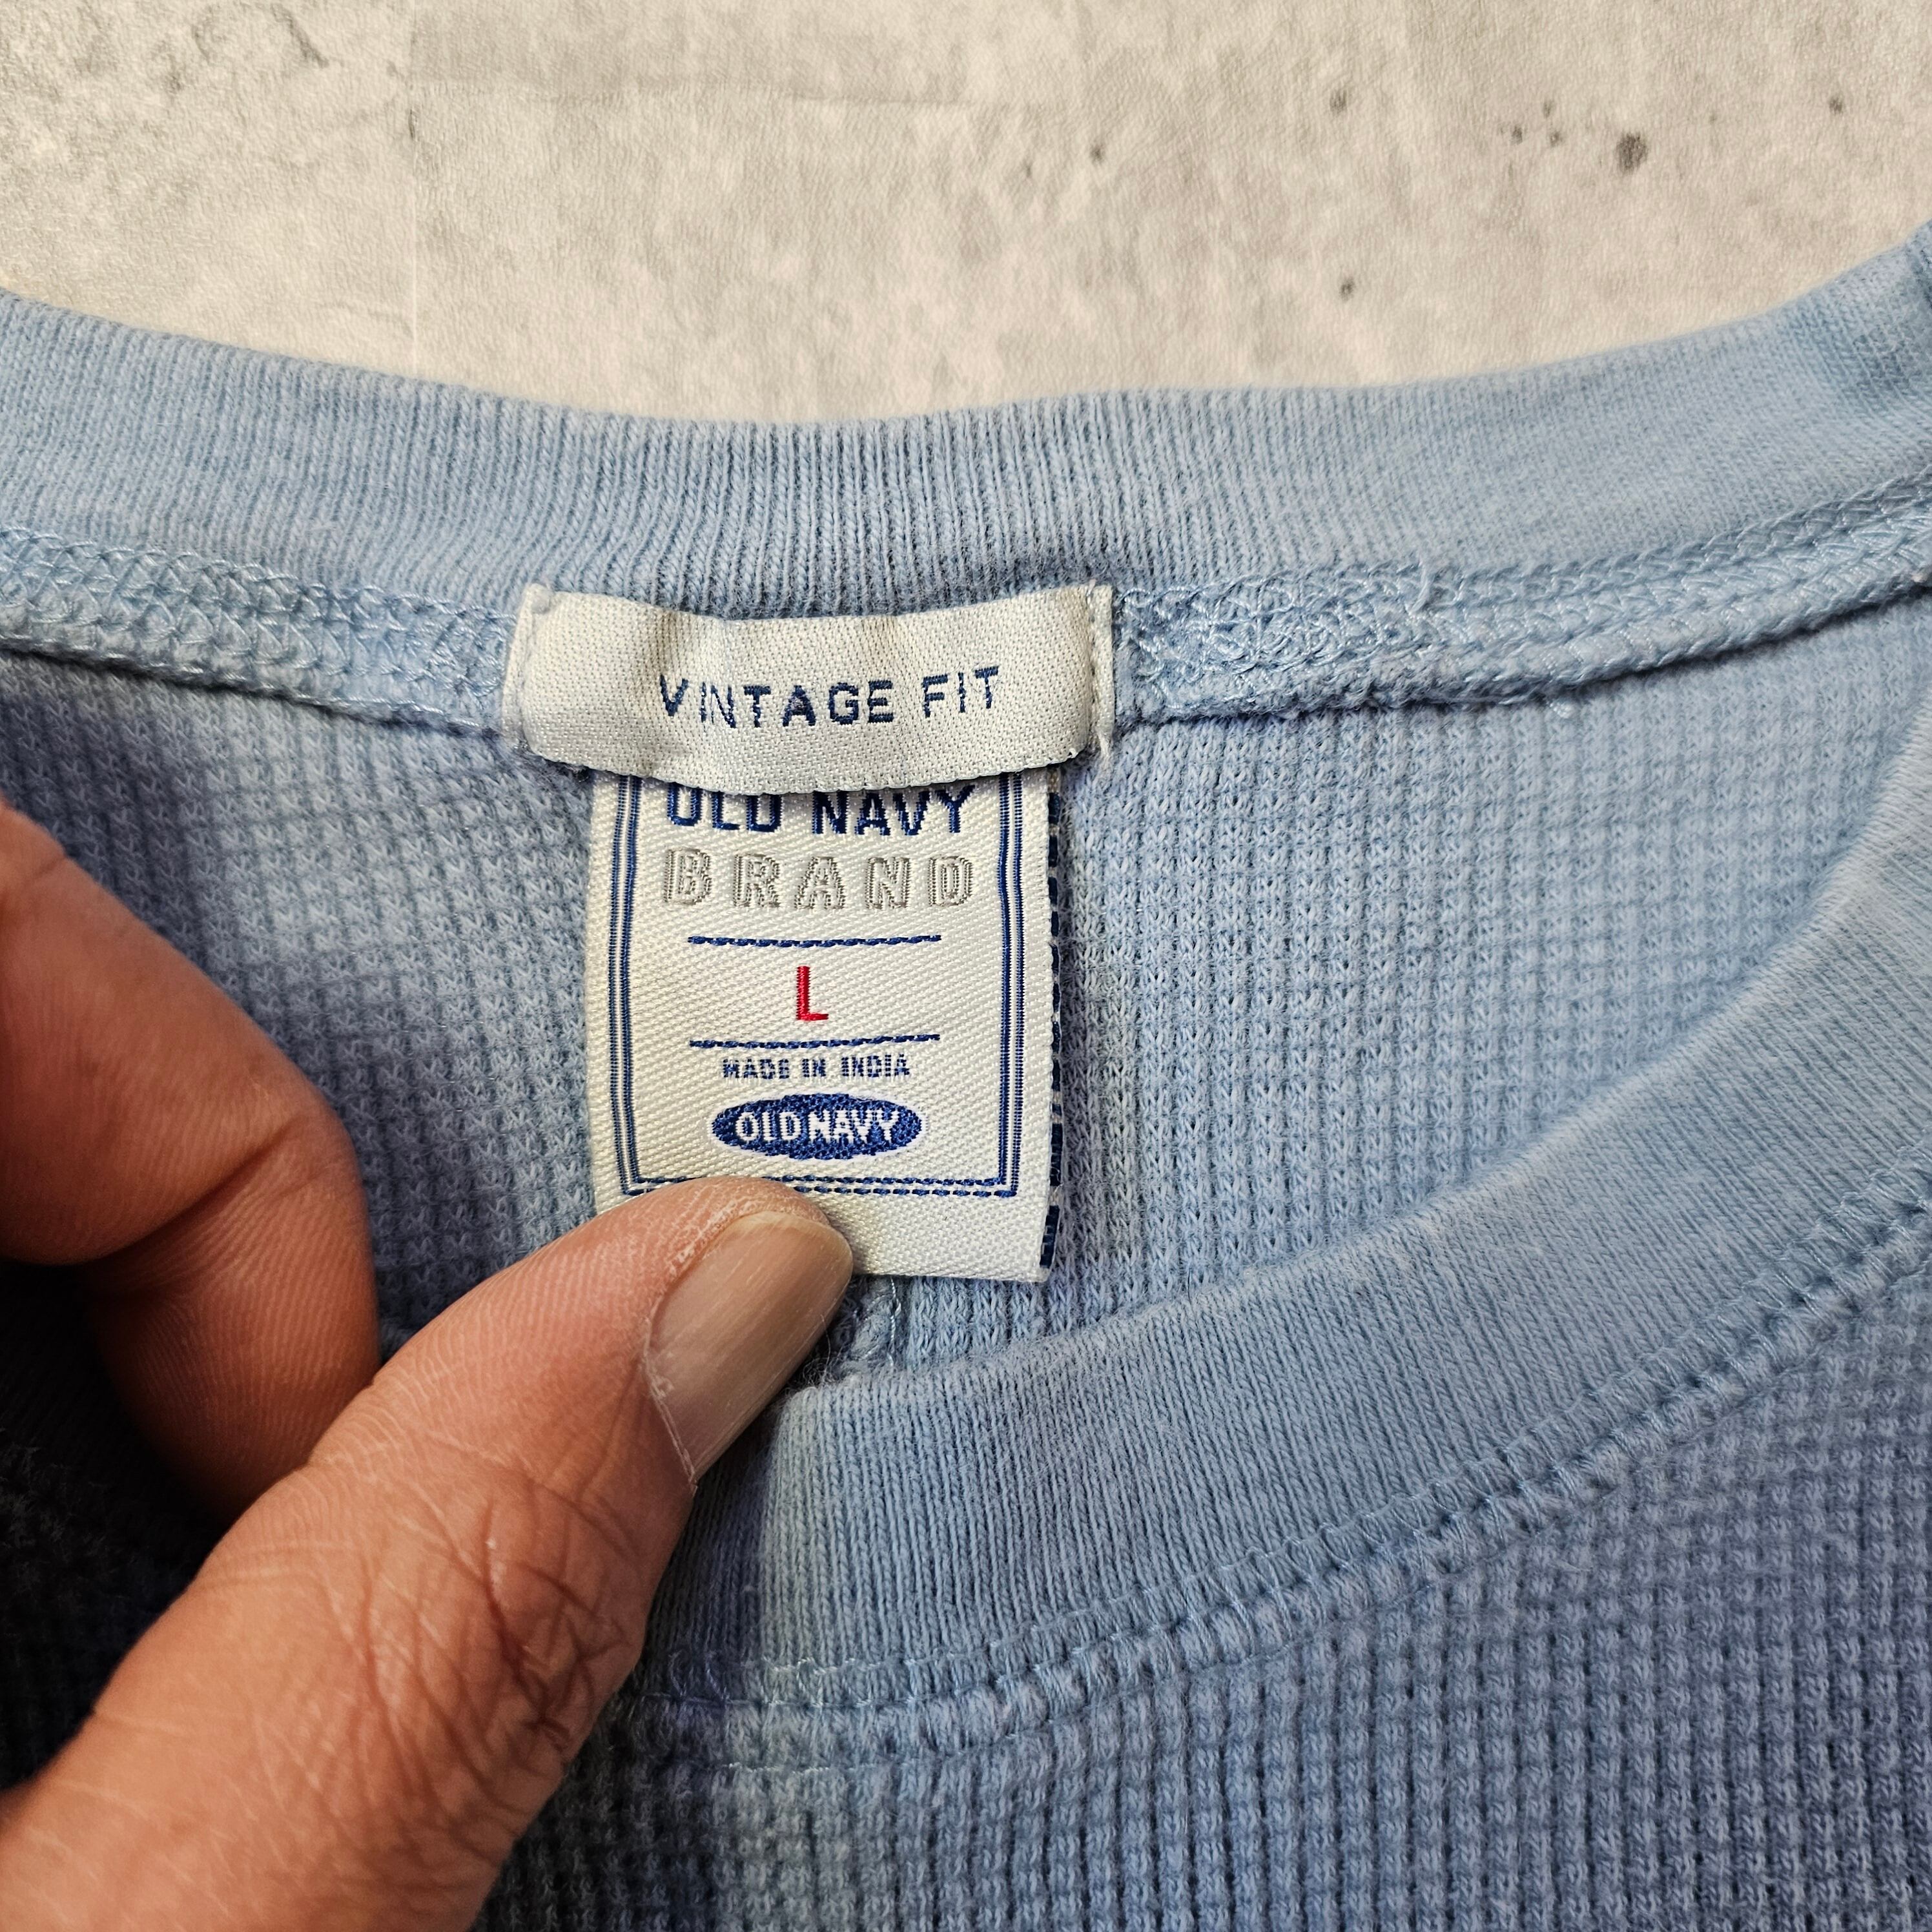 VINTAGE FIT
OLD NAVY
BRAND
L
MADE IN INDIA
OLD NAVY